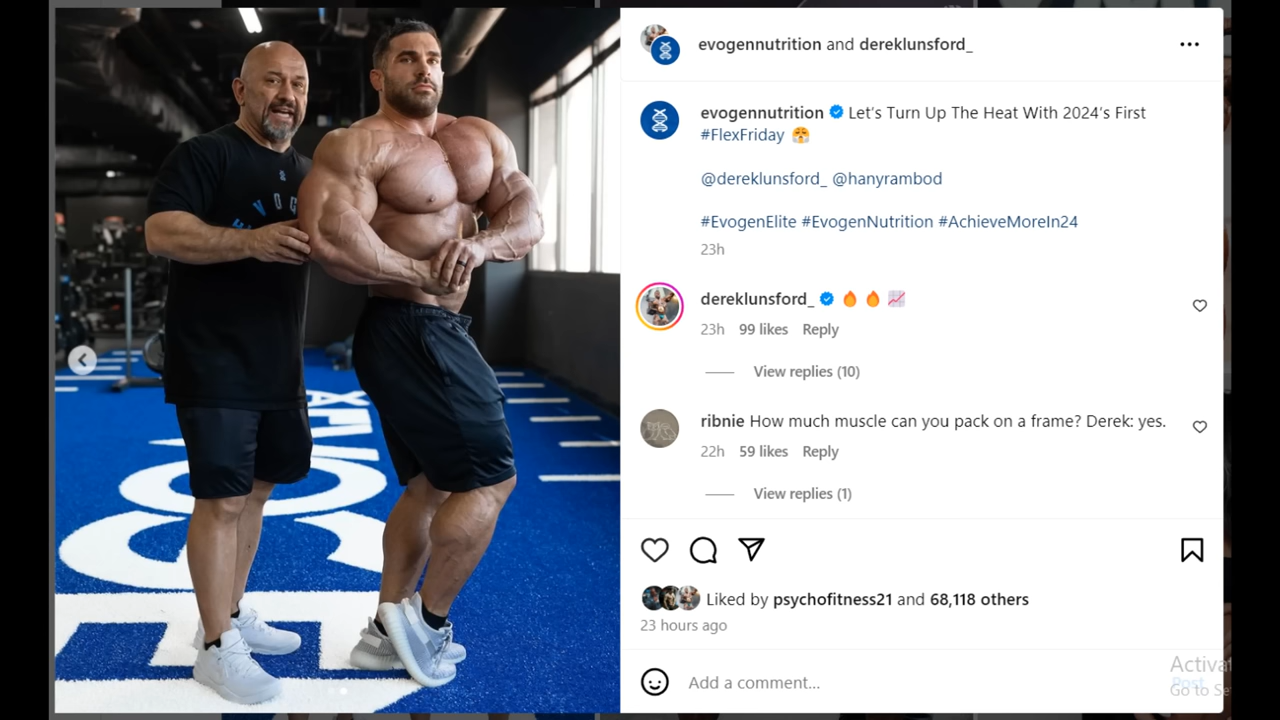 evogennutrition and dereklunsford_
evogennutrition Let's Turn Up The Heat With 2024's First
#FlexFriday 😤
@dereklunsford_ @hanyrambod
#EvogenElite #EvogenNutrition #AchieveMoreIn24
23h
dereklunsford_ 🔥 🔥 📈
23h 99 likes Reply
View replies (10)
ribnie How much muscle can you pack on a frame? Derek: yes.
22h 59 likes Reply
View replies (1)
Liked by psychofitness21 and 68,118 others
23 hours ago
Add a comment...
Post